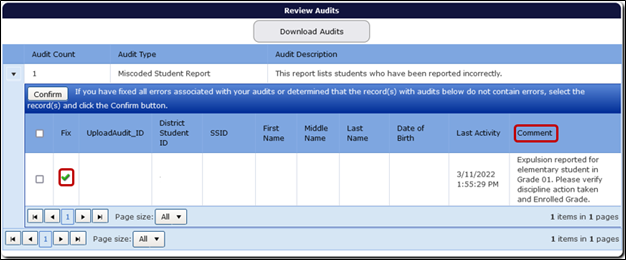 Review Audits
Download Audits
Audit Count Audit Type Audit Description
1 Miscoded Student Report This report lists students who have been reported incorrectly.
Confirm If you have fixed all errors associated with your audits or determined that the record(s) with audits below do not contain errors, select the
record(s) and click the Confirm button.
Fix UploadAudit_ID District Student ID SSID First Name Middle Name Last Name Date of Birth Last Activity Comment
3/11/2022
1:55:29 PM
Expulsion reported for
elementary student in
Grade 01. Please verify
discipline action taken
and Enrolled Grade.
1 Page size: All 1 items in 1 pages
1 Page size: All 1 items in 1 pages